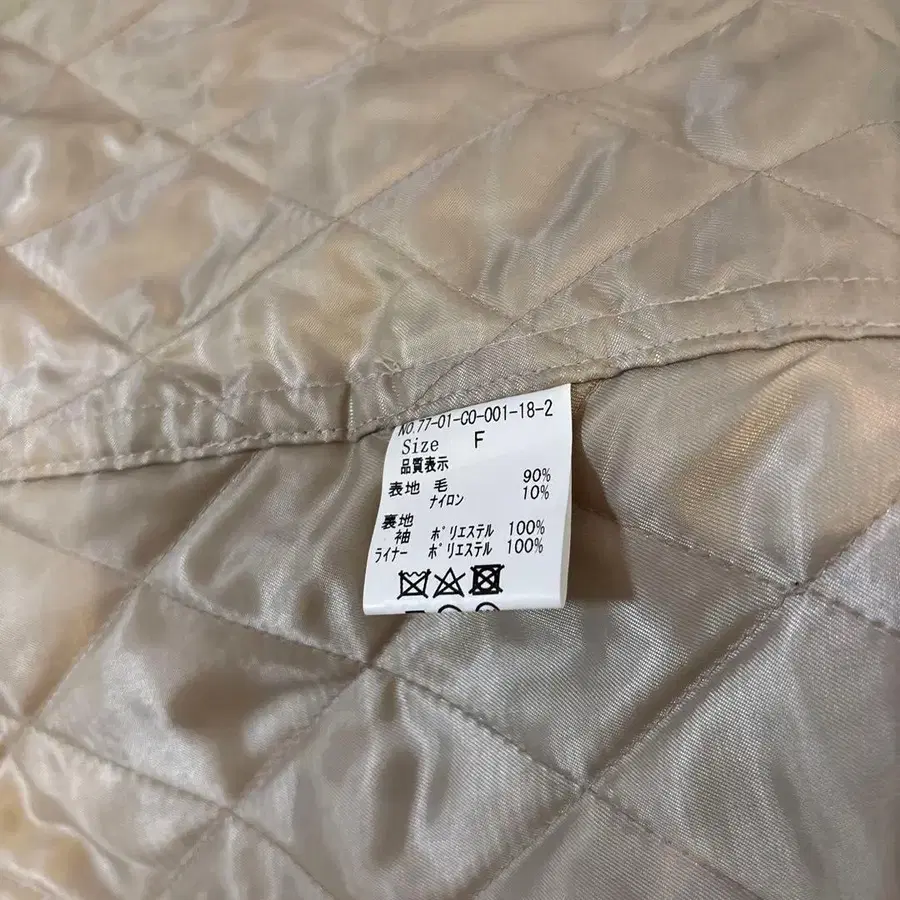 NO.77-01-CO-001-18-2
Size F
品質表示
表地 毛 90%
ナイロン 10%
裏地
袖 ポリエステル 100%
ライナー ポリエステル 100%